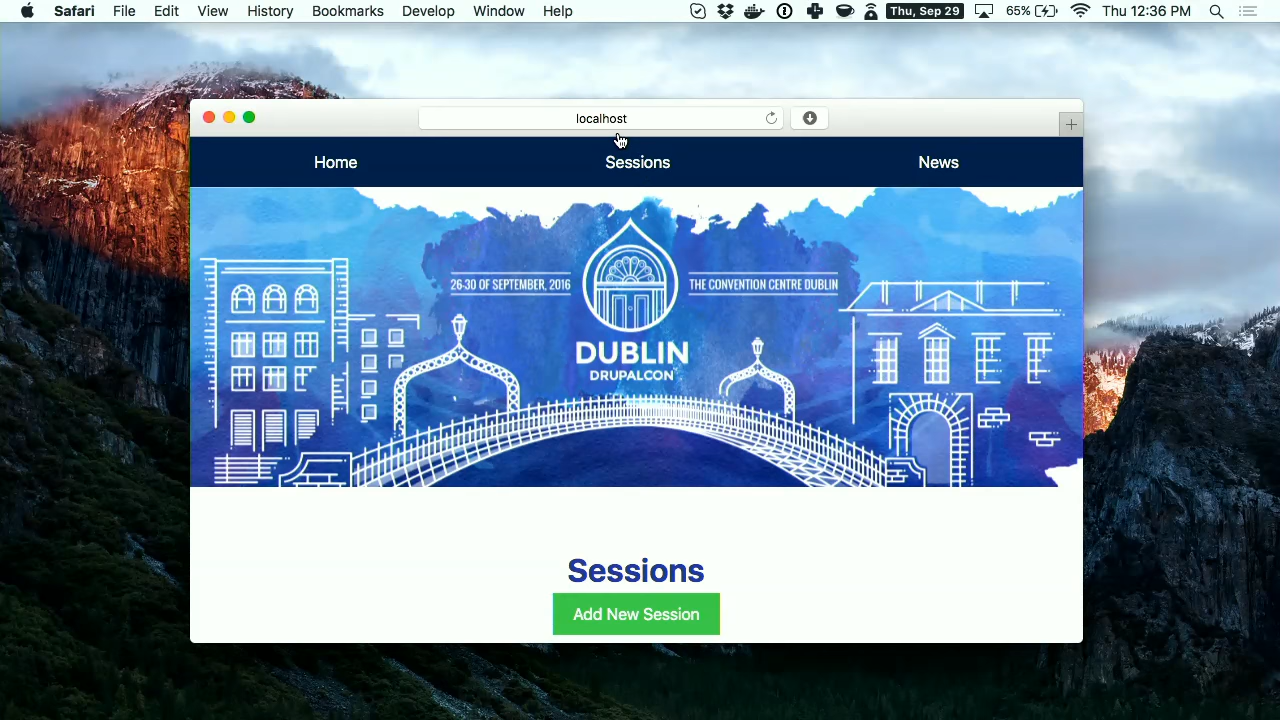 Safari File Edit View History Bookmarks Develop Window Help Thu, Sep 29 65% Thu 12:36 PM
localhost
Home Sessions News
26-30 OF SEPTEMBER, 2016 THE CONVENTION CENTRE DUBLIN
DUBLIN
DRUPALCON
Sessions
Add New Session